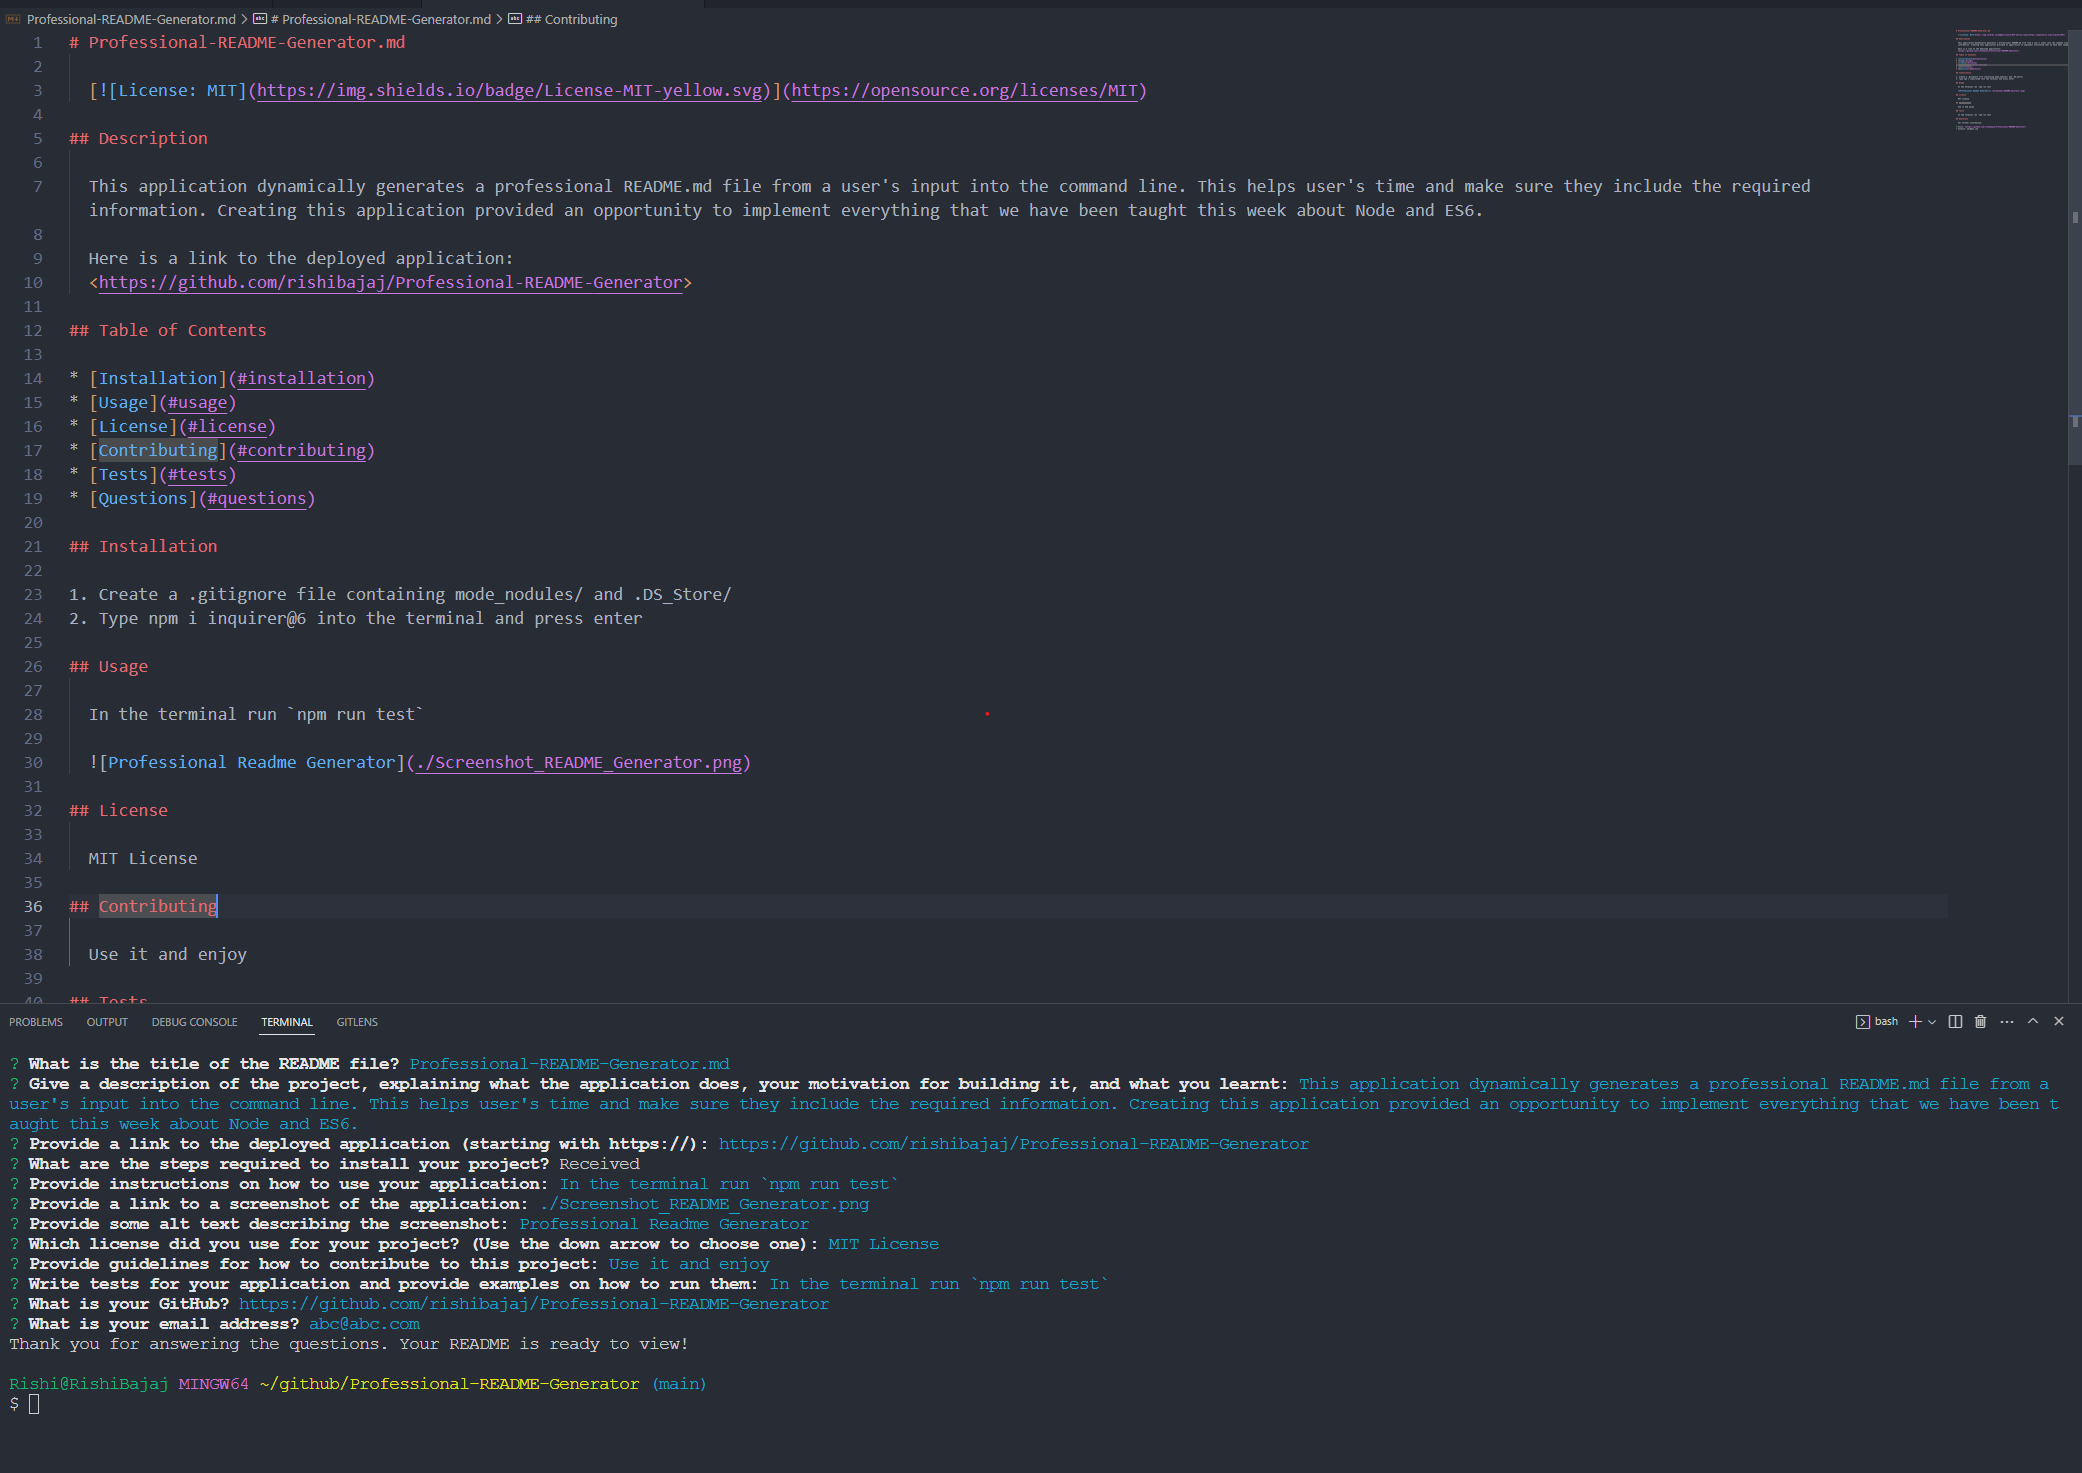 Professional-README-Generator.md > # Professional-README-Generator.md > ## Contributing
1 # Professional-README-Generator.md
2
3 [![License: MIT](https://img.shields.io/badge/License-MIT-yellow.svg)](https://opensource.org/licenses/MIT)
4
5 ## Description
6
7 This application dynamically generates a professional README.md file from a user's input into the command line. This helps user's time and make sure they include the required
information. Creating this application provided an opportunity to implement everything that we have been taught this week about Node and ES6.
8
9 Here is a link to the deployed application:
10 <https://github.com/rishibajaj/Professional-README-Generator>
11
12 ## Table of Contents
13
14 * [Installation](#installation)
15 * [Usage](#usage)
16 * [License](#license)
17 * [Contributing](#contributing)
18 * [Tests](#tests)
19 * [Questions](#questions)
20
21 ## Installation
22
23 1. Create a .gitignore file containing mode_nodules/ and .DS_Store/
24 2. Type npm i inquirer@6 into the terminal and press enter
25
26 ## Usage
27
28 In the terminal run `npm run test`
29
30 ![Professional Readme Generator](./Screenshot_README_Generator.png)
31
32 ## License
33
34 MIT License
35
36 ## Contributing
37
38 Use it and enjoy
39
40 ## Tests
PROBLEMS OUTPUT DEBUG CONSOLE TERMINAL GITLENS bash
? What is the title of the README file? Professional-README-Generator.md
? Give a description of the project, explaining what the application does, your motivation for building it, and what you learnt: This application dynamically generates a professional README.md file from a
user's input into the command line. This helps user's time and make sure they include the required information. Creating this application provided an opportunity to implement everything that we have been t
aught this week about Node and ES6.
? Provide a link to the deployed application (starting with https://): https://github.com/rishibajaj/Professional-README-Generator
? What are the steps required to install your project? Received
? Provide instructions on how to use your application: In the terminal run `npm run test`
? Provide a link to a screenshot of the application: ./Screenshot_README_Generator.png
? Provide some alt text describing the screenshot: Professional Readme Generator
? Which license did you use for your project? (Use the down arrow to choose one): MIT License
? Provide guidelines for how to contribute to this project: Use it and enjoy
? Write tests for your application and provide examples on how to run them: In the terminal run `npm run test`
? What is your GitHub? https://github.com/rishibajaj/Professional-README-Generator
? What is your email address? abc@abc.com
Thank you for answering the questions. Your README is ready to view!
Rishi@RishiBajaj MINGW64 ~/github/Professional-README-Generator (main)
$